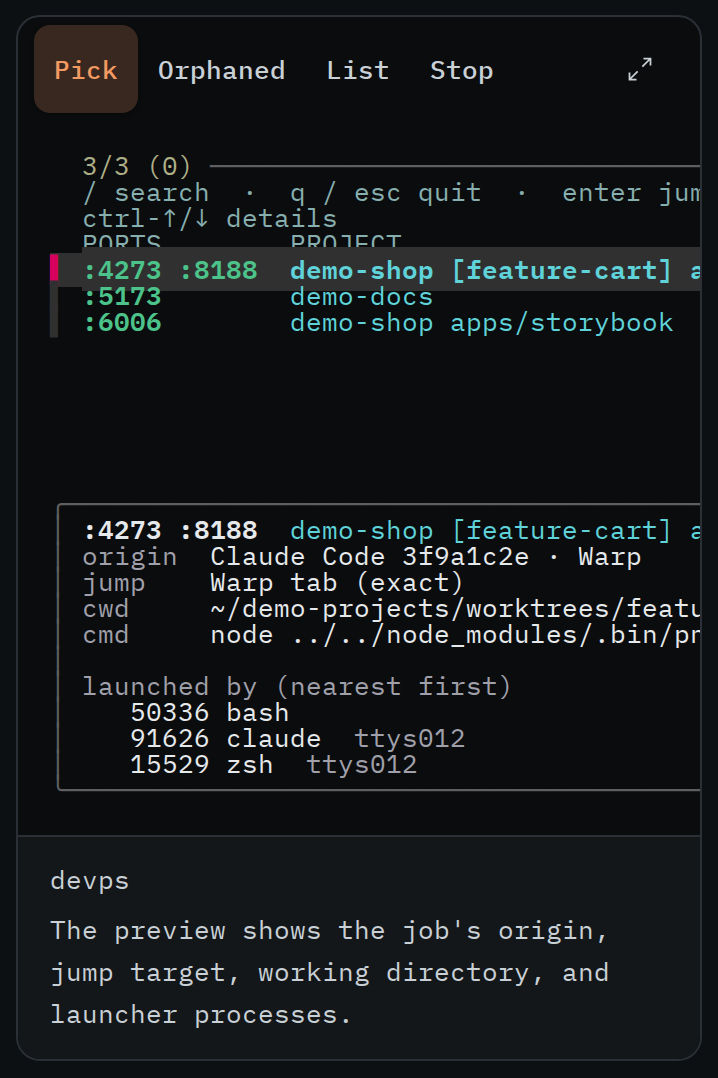 Pick Orphaned List Stop
3/3 (0)
/ search · q / esc quit · enter jum
ctrl-↑/↓ details
PORTS PROJECT
:4273 :8188 demo-shop [feature-cart] a
:5173 demo-docs
:6006 demo-shop apps/storybook
:4273 :8188 demo-shop [feature-cart] a
origin Claude Code 3f9a1c2e · Warp
jump Warp tab (exact)
cwd ~/demo-projects/worktrees/featu
cmd node ../../node_modules/.bin/pn
launched by (nearest first)
50336 bash
91626 claude ttys012
15529 zsh ttys012
devps
The preview shows the job's origin,
jump target, working directory, and
launcher processes.